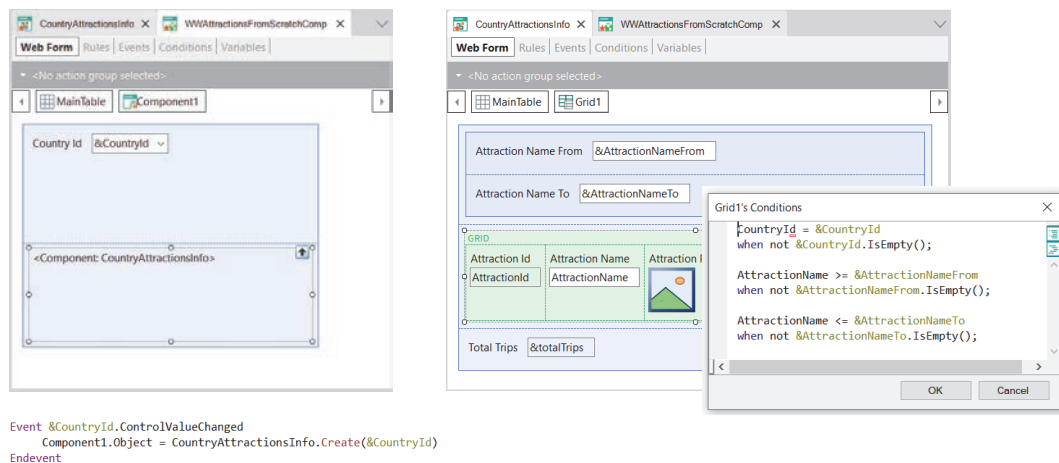 CountryAttractionsInfo X WWAttractionsFromScratchComp X
Web Form Rules Events Conditions Variables
<No action group selected>
MainTable Component1
Country Id &CountryId
<Component: CountryAttractionsInfo>
CountryAttractionsInfo X WWAttractionsFromScratchComp X
Web Form Rules Events Conditions Variables
<No action group selected>
MainTable Grid1
Attraction Name From &AttractionNameFrom
Attraction Name To &AttractionNameTo
GRID
Attraction Id Attraction Name Attraction
AttractionId AttractionName
Total Trips &totalTrips
Grid1's Conditions
CountryId = &CountryId
when not &CountryId.IsEmpty();
AttractionName >= &AttractionNameFrom
when not &AttractionNameFrom.IsEmpty();
AttractionName <= &AttractionNameTo
when not &AttractionNameTo.IsEmpty();
OK Cancel
Event &CountryId.ControlValueChanged
Component1.Object = CountryAttractionsInfo.Create(&CountryId)
Endevent